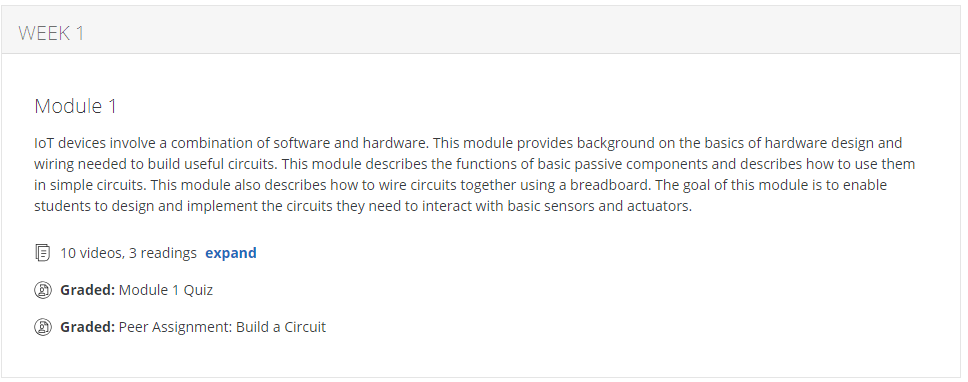 WEEK 1
Module 1
IoT devices involve a combination of software and hardware. This module provides background on the basics of hardware design and
wiring needed to build useful circuits. This module describes the functions of basic passive components and describes how to use them
in simple circuits. This module also describes how to wire circuits together using a breadboard. The goal of this module is to enable
students to design and implement the circuits they need to interact with basic sensors and actuators.
10 videos, 3 readings expand
Graded: Module 1 Quiz
Graded: Peer Assignment: Build a Circuit